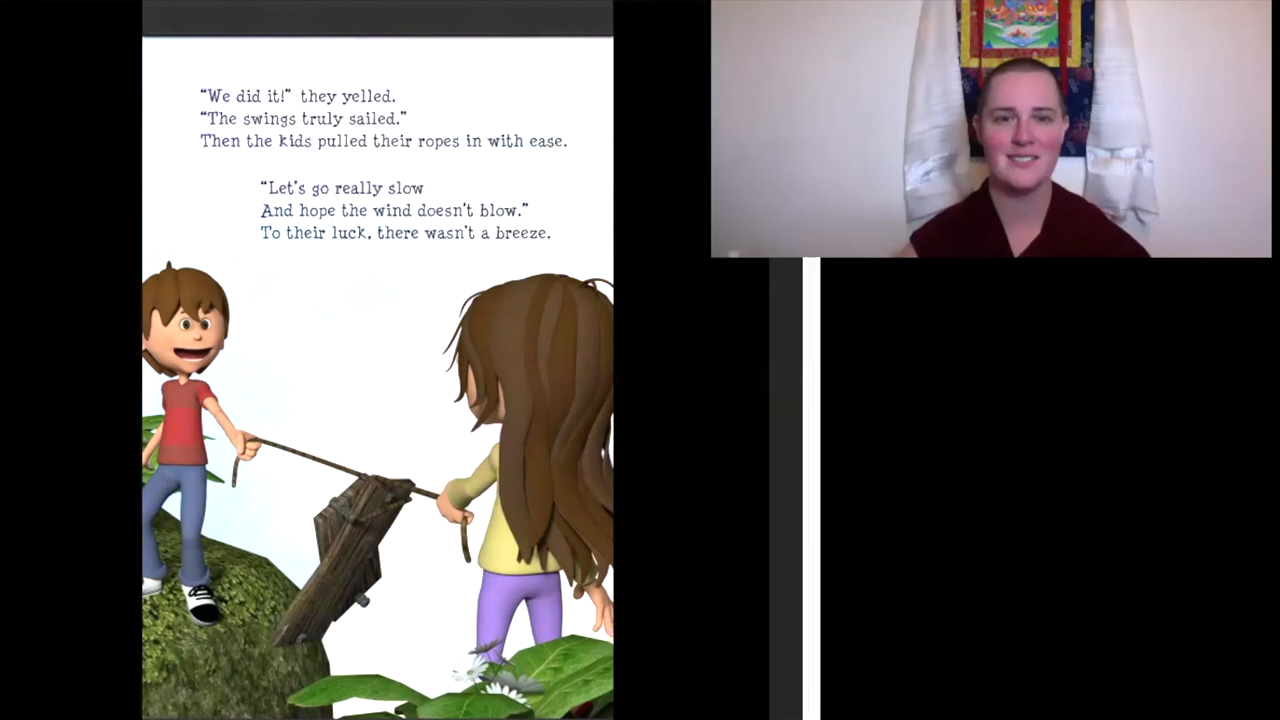 “We did it!” they yelled.
“The swings truly sailed.”
Then the kids pulled their ropes in with ease.
“Let’s go really slow
And hope the wind doesn’t blow.”
To their luck, there wasn’t a breeze.